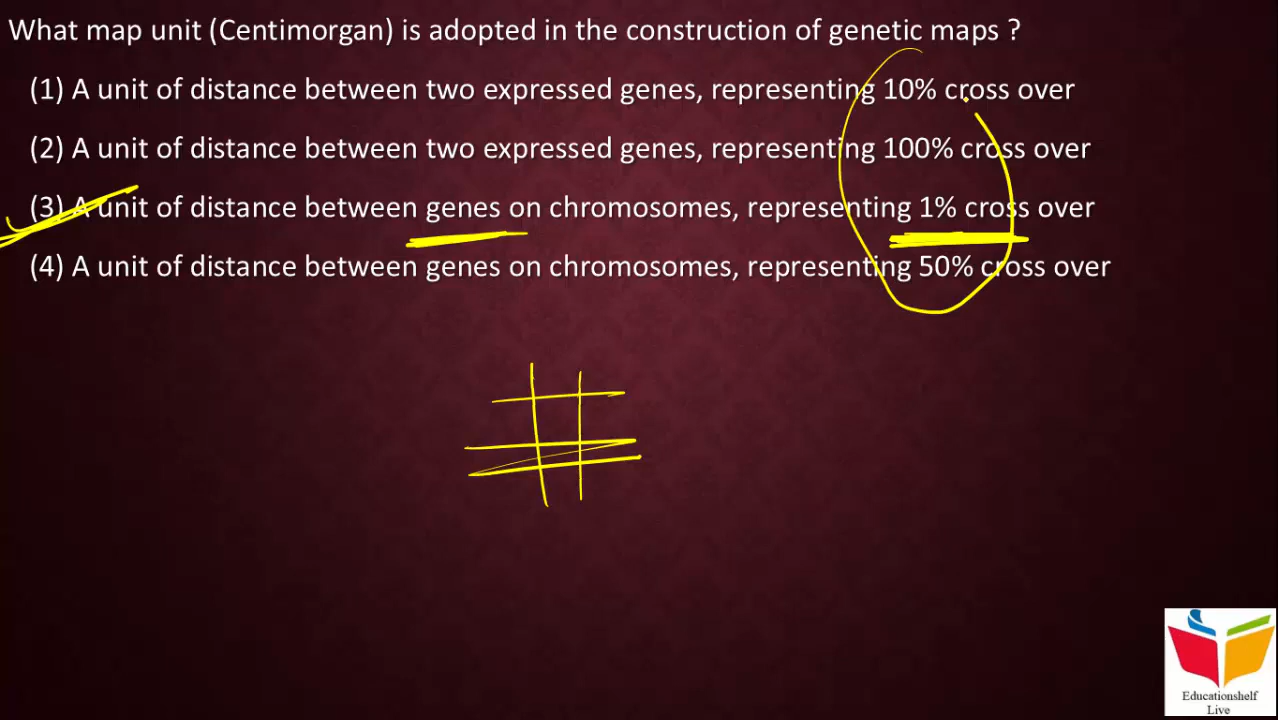 What map unit (Centimorgan) is adopted in the construction of genetic maps ?
(1) A unit of distance between two expressed genes, representing 10% cross over
(2) A unit of distance between two expressed genes, representing 100% cross over
(3) A unit of distance between genes on chromosomes, representing 1% cross over
(4) A unit of distance between genes on chromosomes, representing 50% cross over
Educationshelf
Live